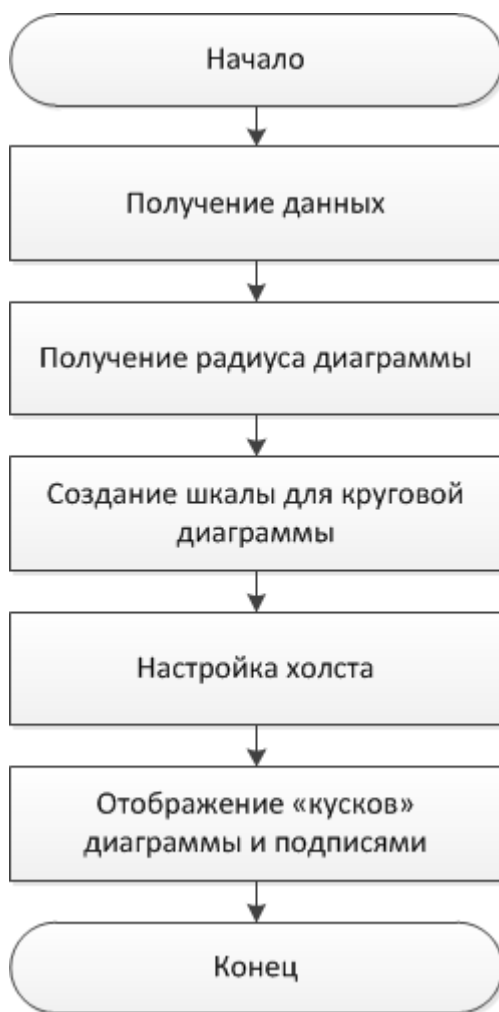 Начало
Получение данных
Получение радиуса диаграммы
Создание шкалы для круговой
диаграммы
Настройка холста
Отображение «кусков»
диаграммы и подписями
Конец